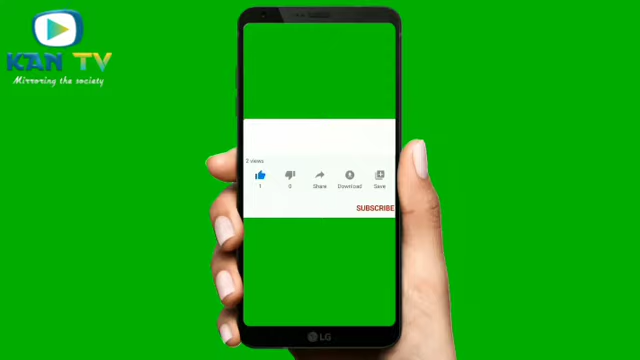 KAN TV
Mirroring the society
2 views
1
0
Share
Download
Save
SUBSCRIBE
LG